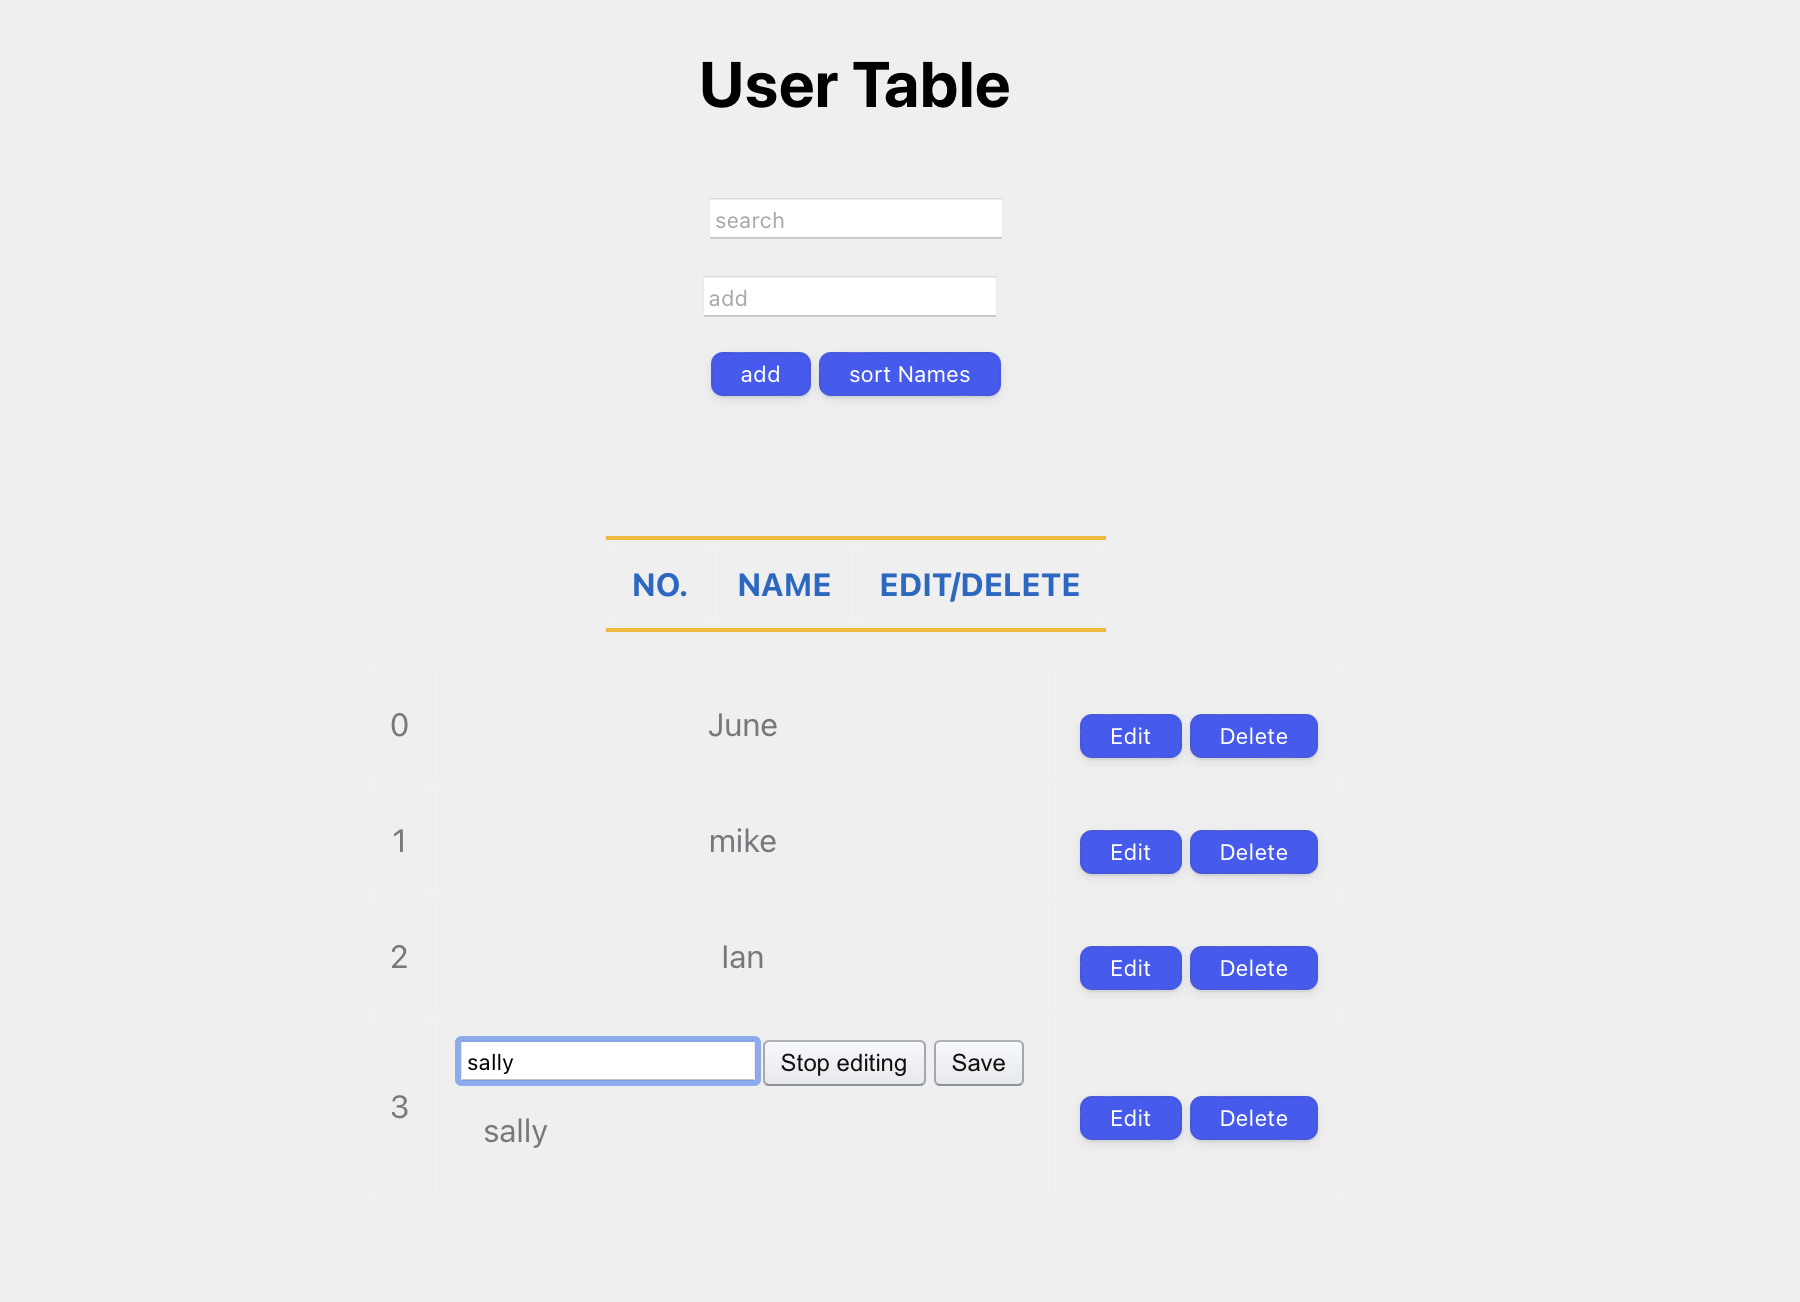 User Table
search
add
add sort Names
NO. NAME EDIT/DELETE
0 June Edit Delete
1 mike Edit Delete
2 Ian Edit Delete
sally Stop editing Save
3 sally Edit Delete